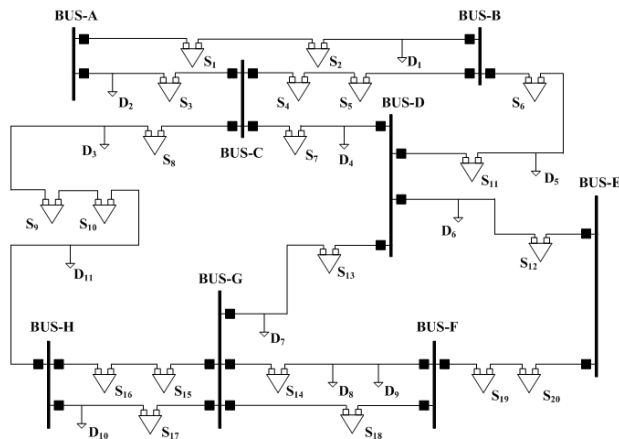 BUS-A
BUS-B
S1
S2
D1
D2
S3
S4
S5
S6
BUS-D
D3
S8
BUS-C
S7
D4
S11
D5
BUS-E
S9
S10
D6
S12
D11
S13
BUS-G
BUS-H
D7
BUS-F
S16
S15
S14
D8
D9
S19
S20
D10
S17
S18